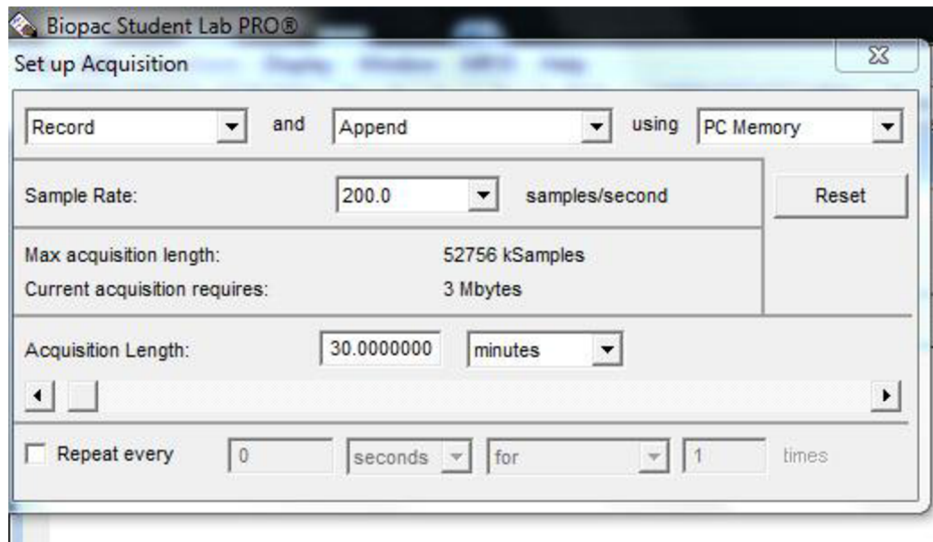 Biopac Student Lab PRO®
Set up Acquisition
Record and Append using PC Memory
Sample Rate: 200.0 samples/second Reset
Max acquisition length: 52756 kSamples
Current acquisition requires: 3 Mbytes
Acquisition Length: 30.0000000 minutes
Repeat every 0 seconds for 1 times